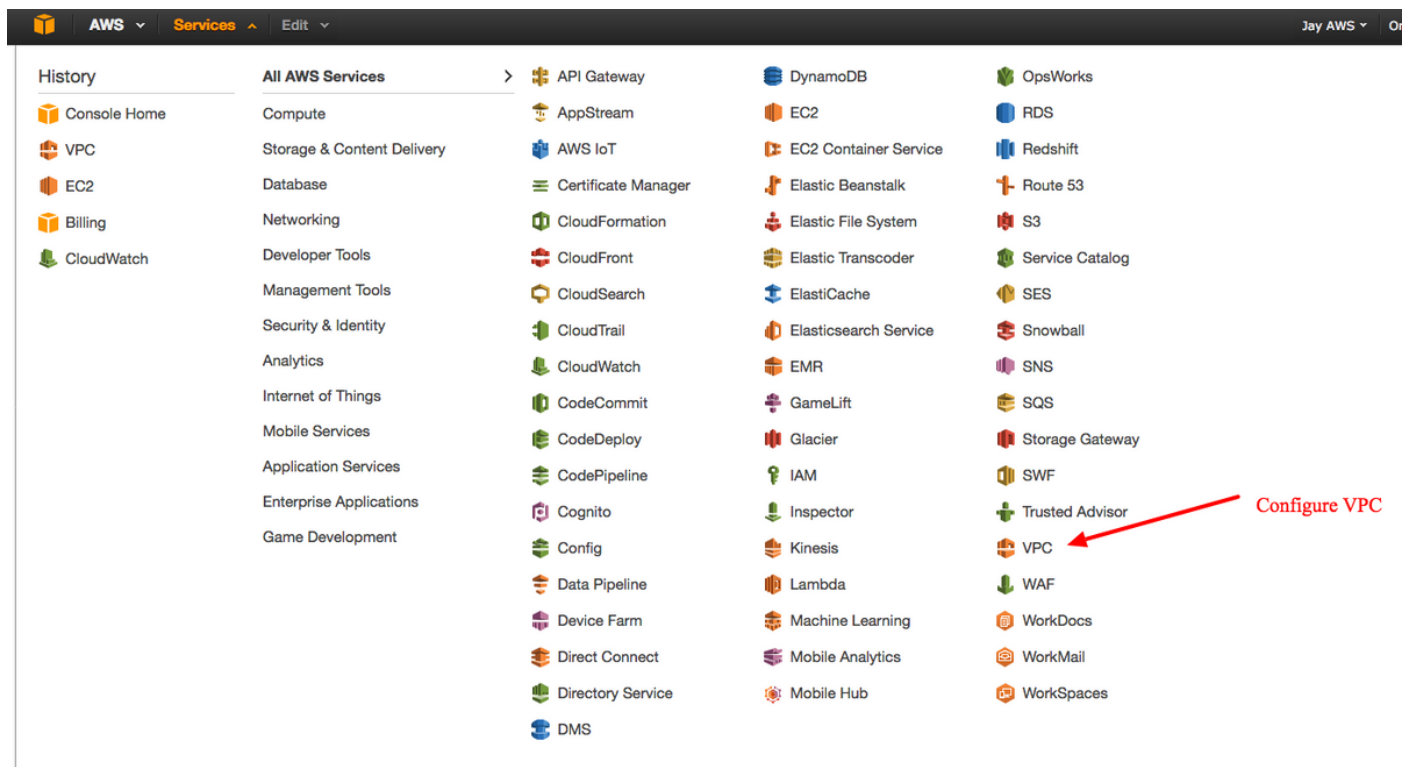 AWS Services Edit Jay AWS Or
History
Console Home
VPC
EC2
Billing
CloudWatch
All AWS Services
Compute
Storage & Content Delivery
Database
Networking
Developer Tools
Management Tools
Security & Identity
Analytics
Internet of Things
Mobile Services
Application Services
Enterprise Applications
Game Development
API Gateway
AppStream
AWS IoT
Certificate Manager
CloudFormation
CloudFront
CloudSearch
CloudTrail
CloudWatch
CodeCommit
CodeDeploy
CodePipeline
Cognito
Config
Data Pipeline
Device Farm
Direct Connect
Directory Service
DMS
DynamoDB
EC2
EC2 Container Service
Elastic Beanstalk
Elastic File System
Elastic Transcoder
ElastiCache
Elasticsearch Service
EMR
GameLift
Glacier
IAM
Inspector
Kinesis
Lambda
Machine Learning
Mobile Analytics
Mobile Hub
OpsWorks
RDS
Redshift
Route 53
S3
Service Catalog
SES
Snowball
SNS
SQS
Storage Gateway
SWF
Trusted Advisor
VPC
WAF
WorkDocs
WorkMail
WorkSpaces
Configure VPC